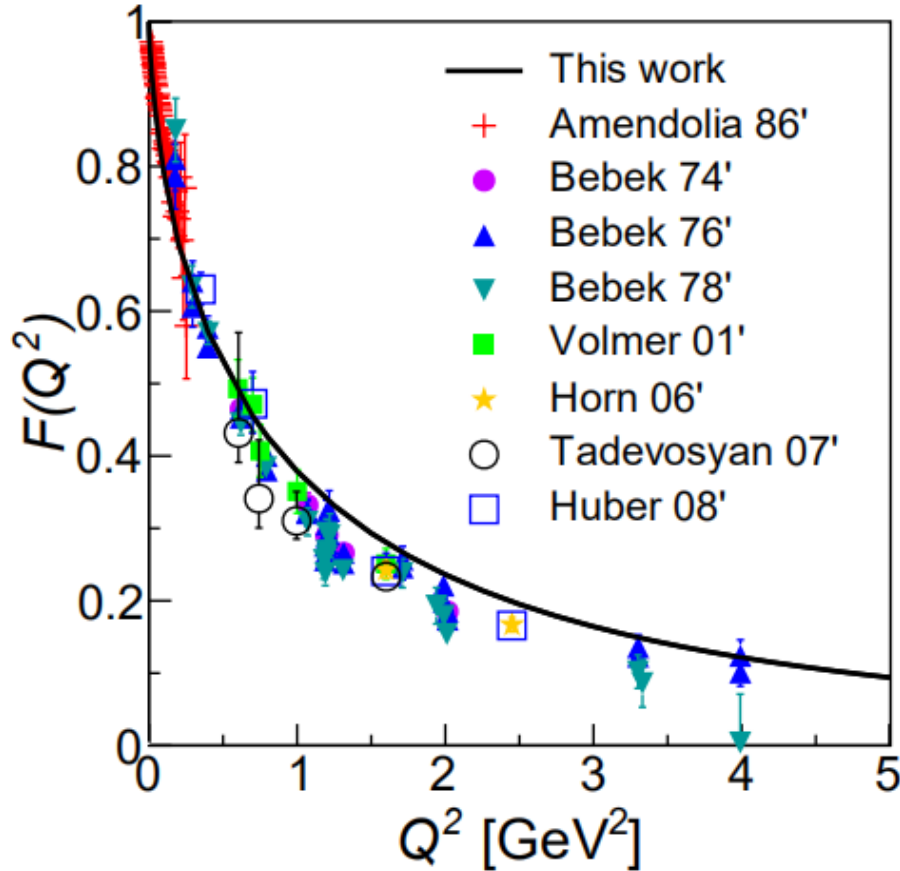 This work
Amendolia 86'
Bebek 74'
Bebek 76'
Bebek 78'
Volmer 01'
Horn 06'
Tadevosyan 07'
Huber 08'
F(Q²)
1
0.8
0.6
0.4
0.2
0
0 1 2 3 4 5
Q² [GeV²]